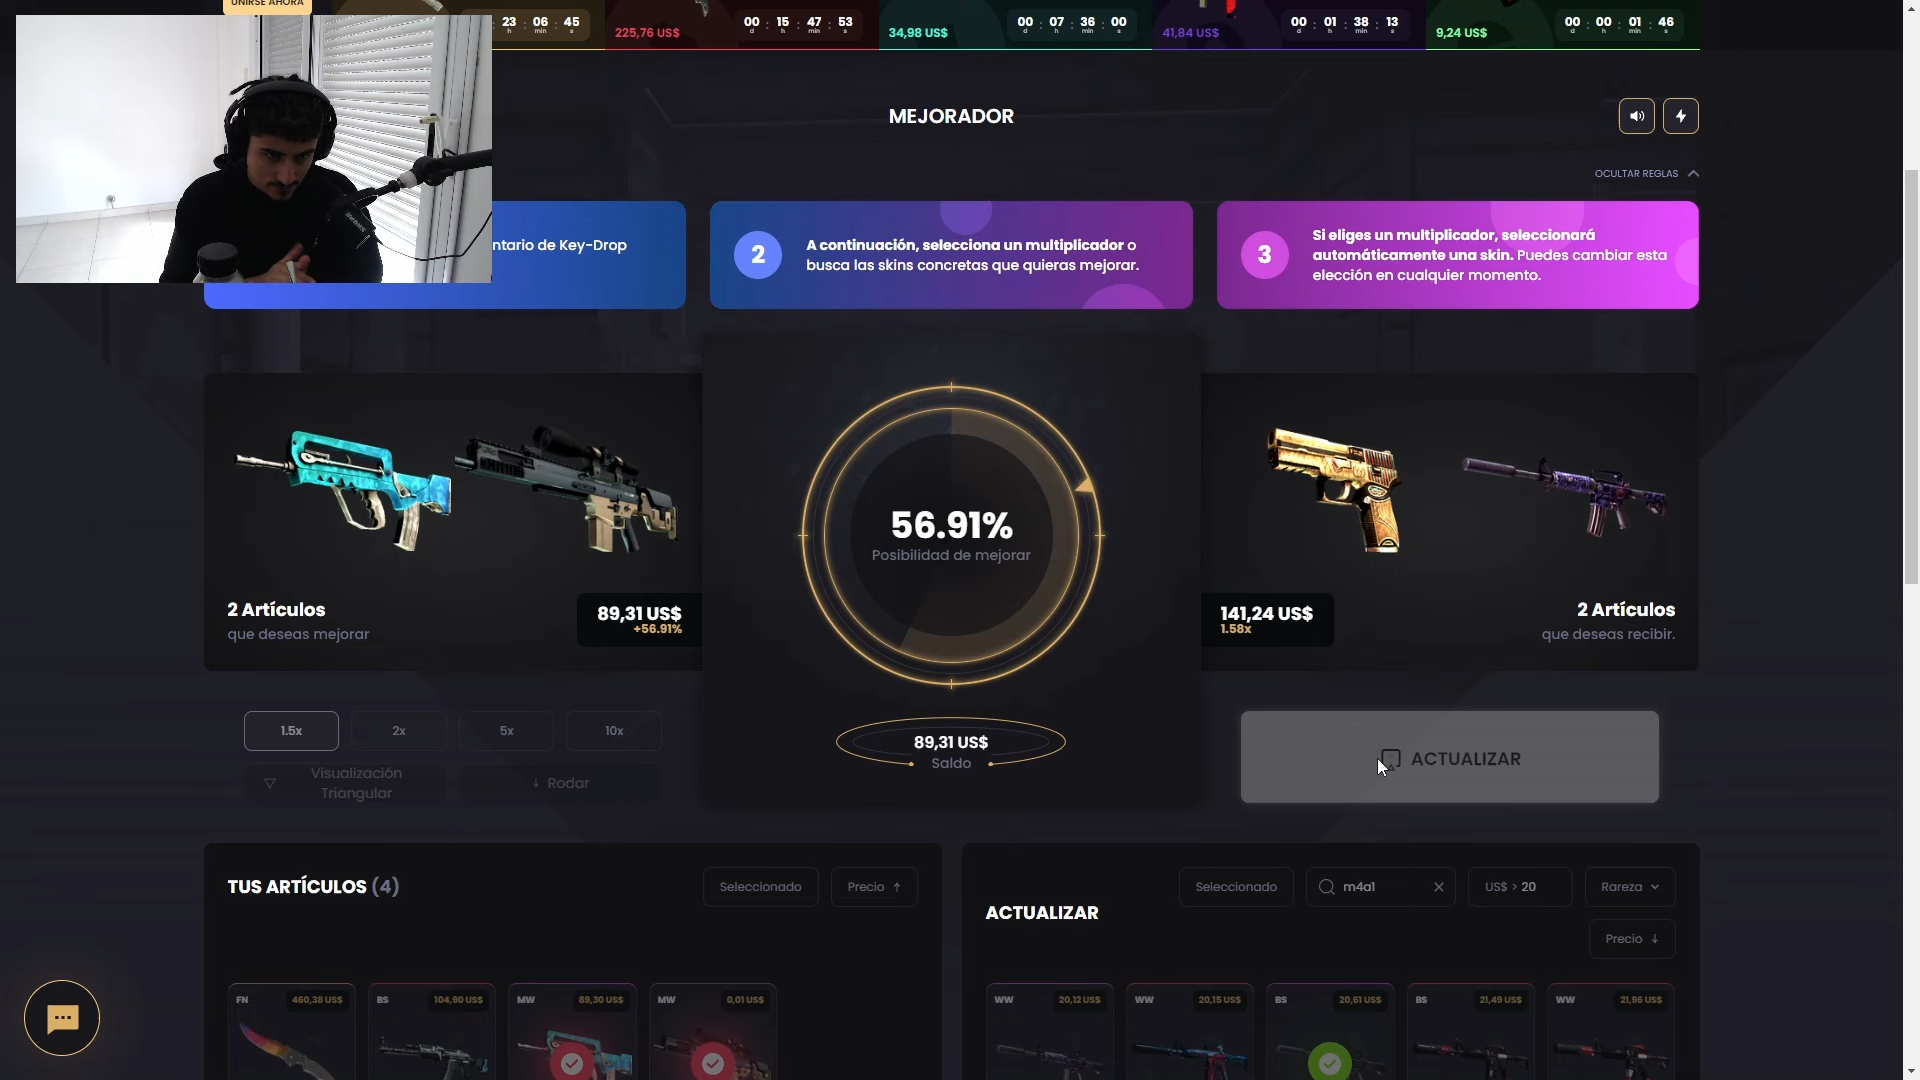 UNIRSE AHORA
23 : 06 : 45
h min s
225,76 US$
00 : 15 : 47 : 53
d h min s
34,98 US$
00 : 07 : 36 : 00
d h min s
41,84 US$
00 : 01 : 38 : 13
d h min s
9,24 US$
00 : 00 : 01 : 46
d h min s
MEJORADOR
OCULTAR REGLAS
ntario de Key-Drop
2
A continuación, selecciona un multiplicador o
busca las skins concretas que quieras mejorar.
3
Si eliges un multiplicador, seleccionará
automáticamente una skin. Puedes cambiar esta
elección en cualquier momento.
56.91%
Posibilidad de mejorar
2 Artículos
que deseas mejorar
89,31 US$
+56.91%
141,24 US$
1.58x
2 Artículos
que deseas recibir.
1.5x
2x
5x
10x
Visualización
Triangular
Rodar
89,31 US$
Saldo
ACTUALIZAR
TUS ARTÍCULOS (4)
Seleccionado
Precio
ACTUALIZAR
Seleccionado
m4a1
US$ > 20
Rareza
Precio
FN 460,38 US$
BS 104,90 US$
MW 89,30 US$
MW 0,01 US$
WW 20,12 US$
WW 20,15 US$
BS 20,61 US$
BS 21,49 US$
WW 21,96 US$